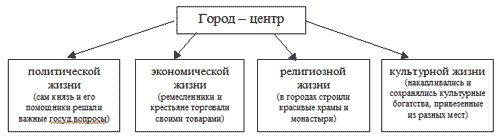 Город – центр
политической
жизни
(сам князь и его
помощники решали
важные госуд.вопросы)
экономической
жизни
(ремесленники и
крестьяне торговали
своими товарами)
религиозной
жизни
(в городах строили
красивые храмы и
монастыри)
культурной жизни
(накапливались и
сохранялись культурные
богатства, привезенные
из разных мест)